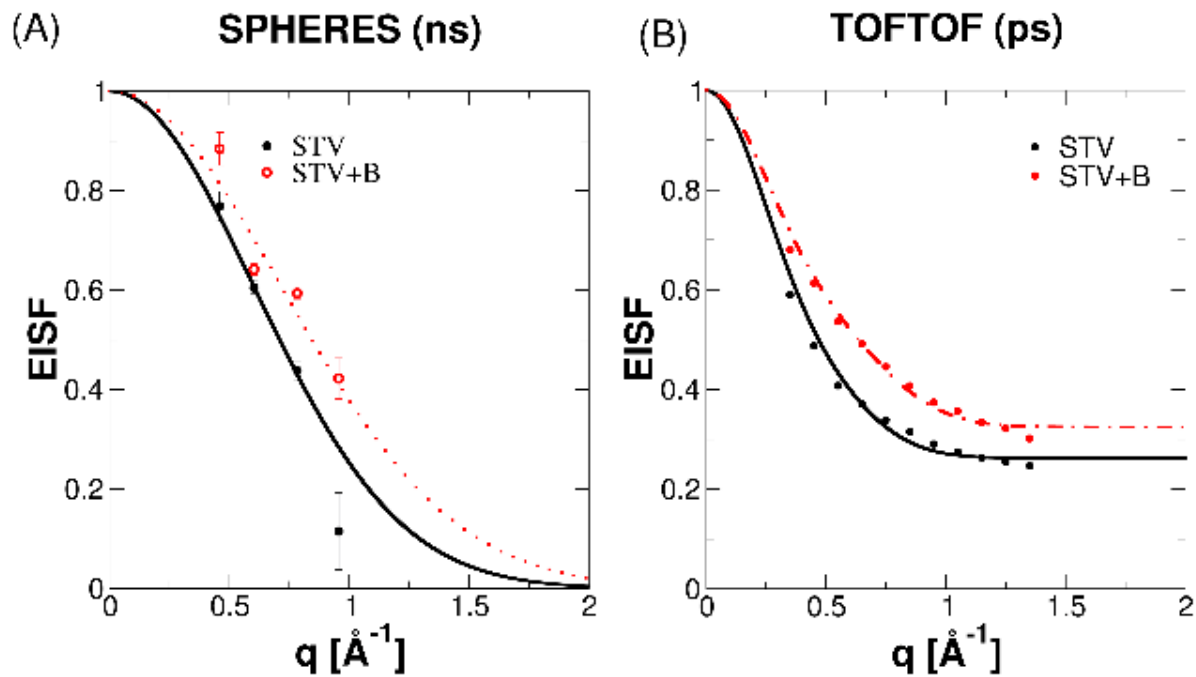 (A) SPHERES (ns)
1
0.8
0.6
0.4
0.2
0
EISF
STV
STV+B
0 0.5 1 1.5 2
q [Å⁻¹]
(B) TOFTOF (ps)
1
0.8
0.6
0.4
0.2
0
EISF
STV
STV+B
0 0.5 1 1.5 2
q [Å⁻¹]